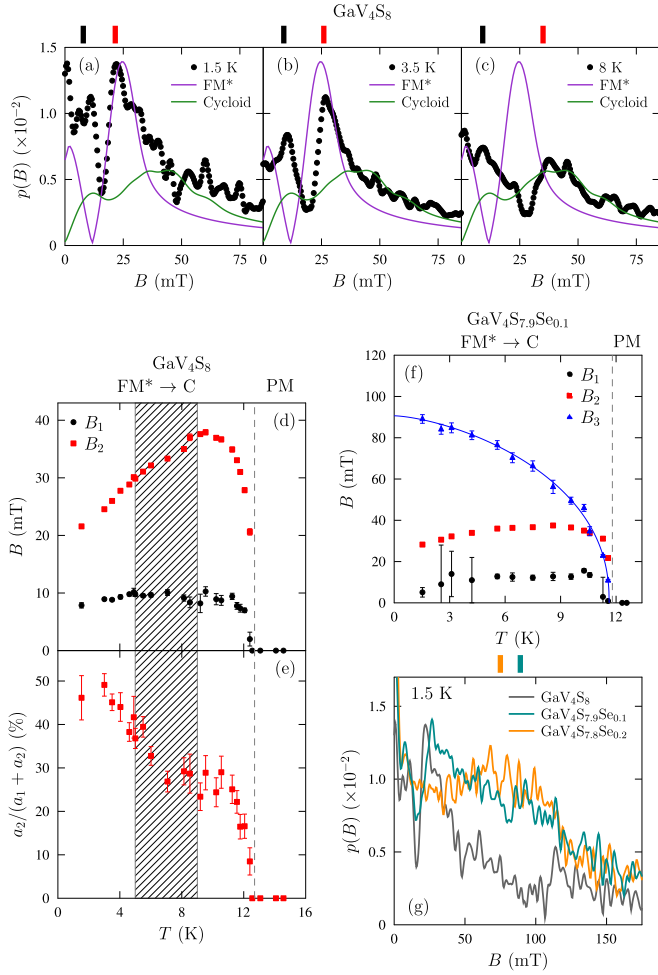 GaV₄S₈
(a) 1.5 K
FM*
Cycloid
(b) 3.5 K
FM*
Cycloid
(c) 8 K
FM*
Cycloid
p(B) (×10⁻²)
1.5
1.0
0.5
0
0 25 50 75
0 25 50 75
0 25 50 75
B (mT)
B (mT)
B (mT)
GaV₄S₈
FM* → C PM
(d)
B₁
B₂
B (mT)
40
30
20
10
0
(e)
a₂/(a₁ + a₂) (%)
50
40
30
20
10
0
0 4 8 12 16
T (K)
GaV₄S₇.₉Se₀.₁
FM* → C PM
(f)
B₁
B₂
B₃
B (mT)
120
100
80
60
40
20
0
0 3 6 9 12
T (K)
1.5 K
GaV₄S₈
GaV₄S₇.₉Se₀.₁
GaV₄S₇.₈Se₀.₂
p(B) (×10⁻²)
1.5
1.0
0.5
0
(g)
0 50 100 150
B (mT)